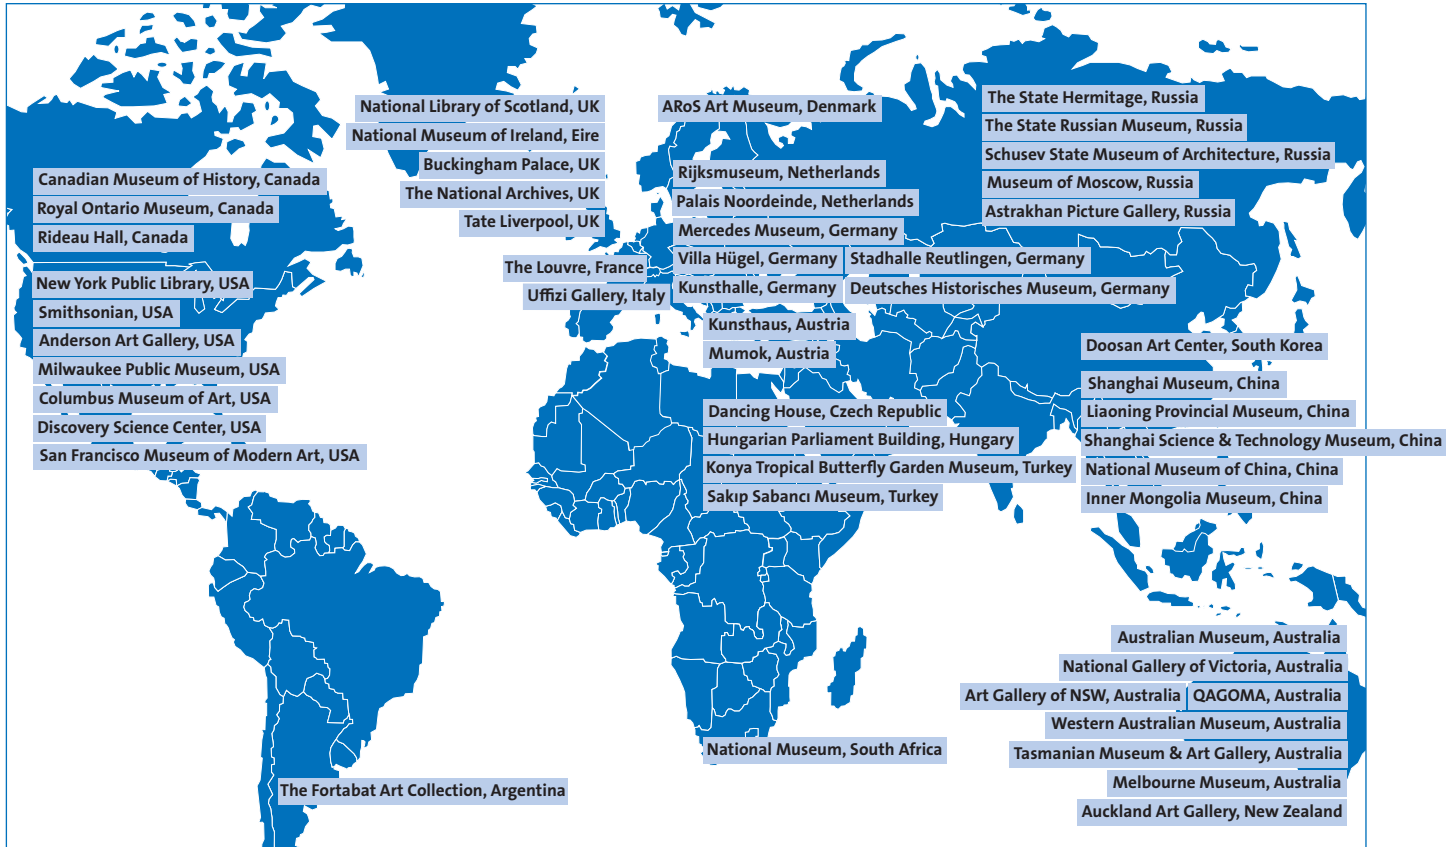 National Library of Scotland, UK
National Museum of Ireland, Eire
Buckingham Palace, UK
The National Archives, UK
Tate Liverpool, UK
ARoS Art Museum, Denmark
The State Hermitage, Russia
The State Russian Museum, Russia
Schusev State Museum of Architecture, Russia
Museum of Moscow, Russia
Astrakhan Picture Gallery, Russia
Canadian Museum of History, Canada
Royal Ontario Museum, Canada
Rideau Hall, Canada
Rijksmuseum, Netherlands
Palais Noordeinde, Netherlands
Mercedes Museum, Germany
Villa Hügel, Germany
Stadhalle Reutlingen, Germany
Kunsthalle, Germany
Deutsches Historisches Museum, Germany
The Louvre, France
Uffizi Gallery, Italy
New York Public Library, USA
Smithsonian, USA
Anderson Art Gallery, USA
Milwaukee Public Museum, USA
Columbus Museum of Art, USA
Discovery Science Center, USA
San Francisco Museum of Modern Art, USA
Kunsthaus, Austria
Mumok, Austria
Dancing House, Czech Republic
Hungarian Parliament Building, Hungary
Konya Tropical Butterfly Garden Museum, Turkey
Sakıp Sabancı Museum, Turkey
Doosan Art Center, South Korea
Shanghai Museum, China
Liaoning Provincial Museum, China
Shanghai Science & Technology Museum, China
National Museum of China, China
Inner Mongolia Museum, China
Australian Museum, Australia
National Gallery of Victoria, Australia
Art Gallery of NSW, Australia
QAGOMA, Australia
Western Australian Museum, Australia
Tasmanian Museum & Art Gallery, Australia
Melbourne Museum, Australia
Auckland Art Gallery, New Zealand
National Museum, South Africa
The Fortabat Art Collection, Argentina